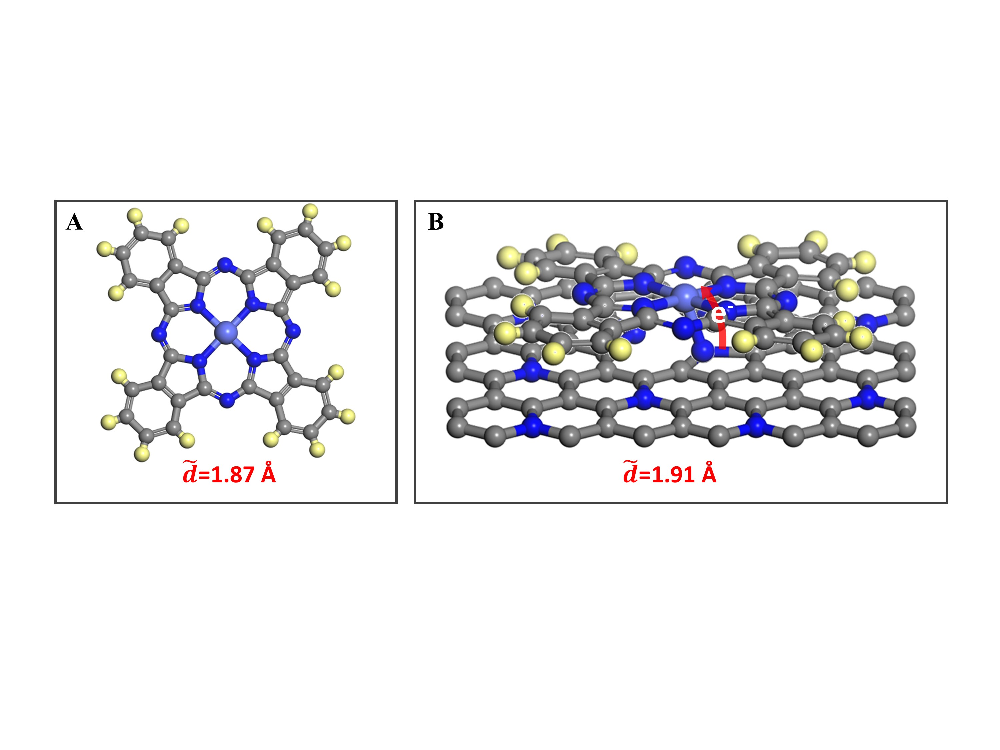 A
B
e⁻
d̃=1.87 Å
d̃=1.91 Å